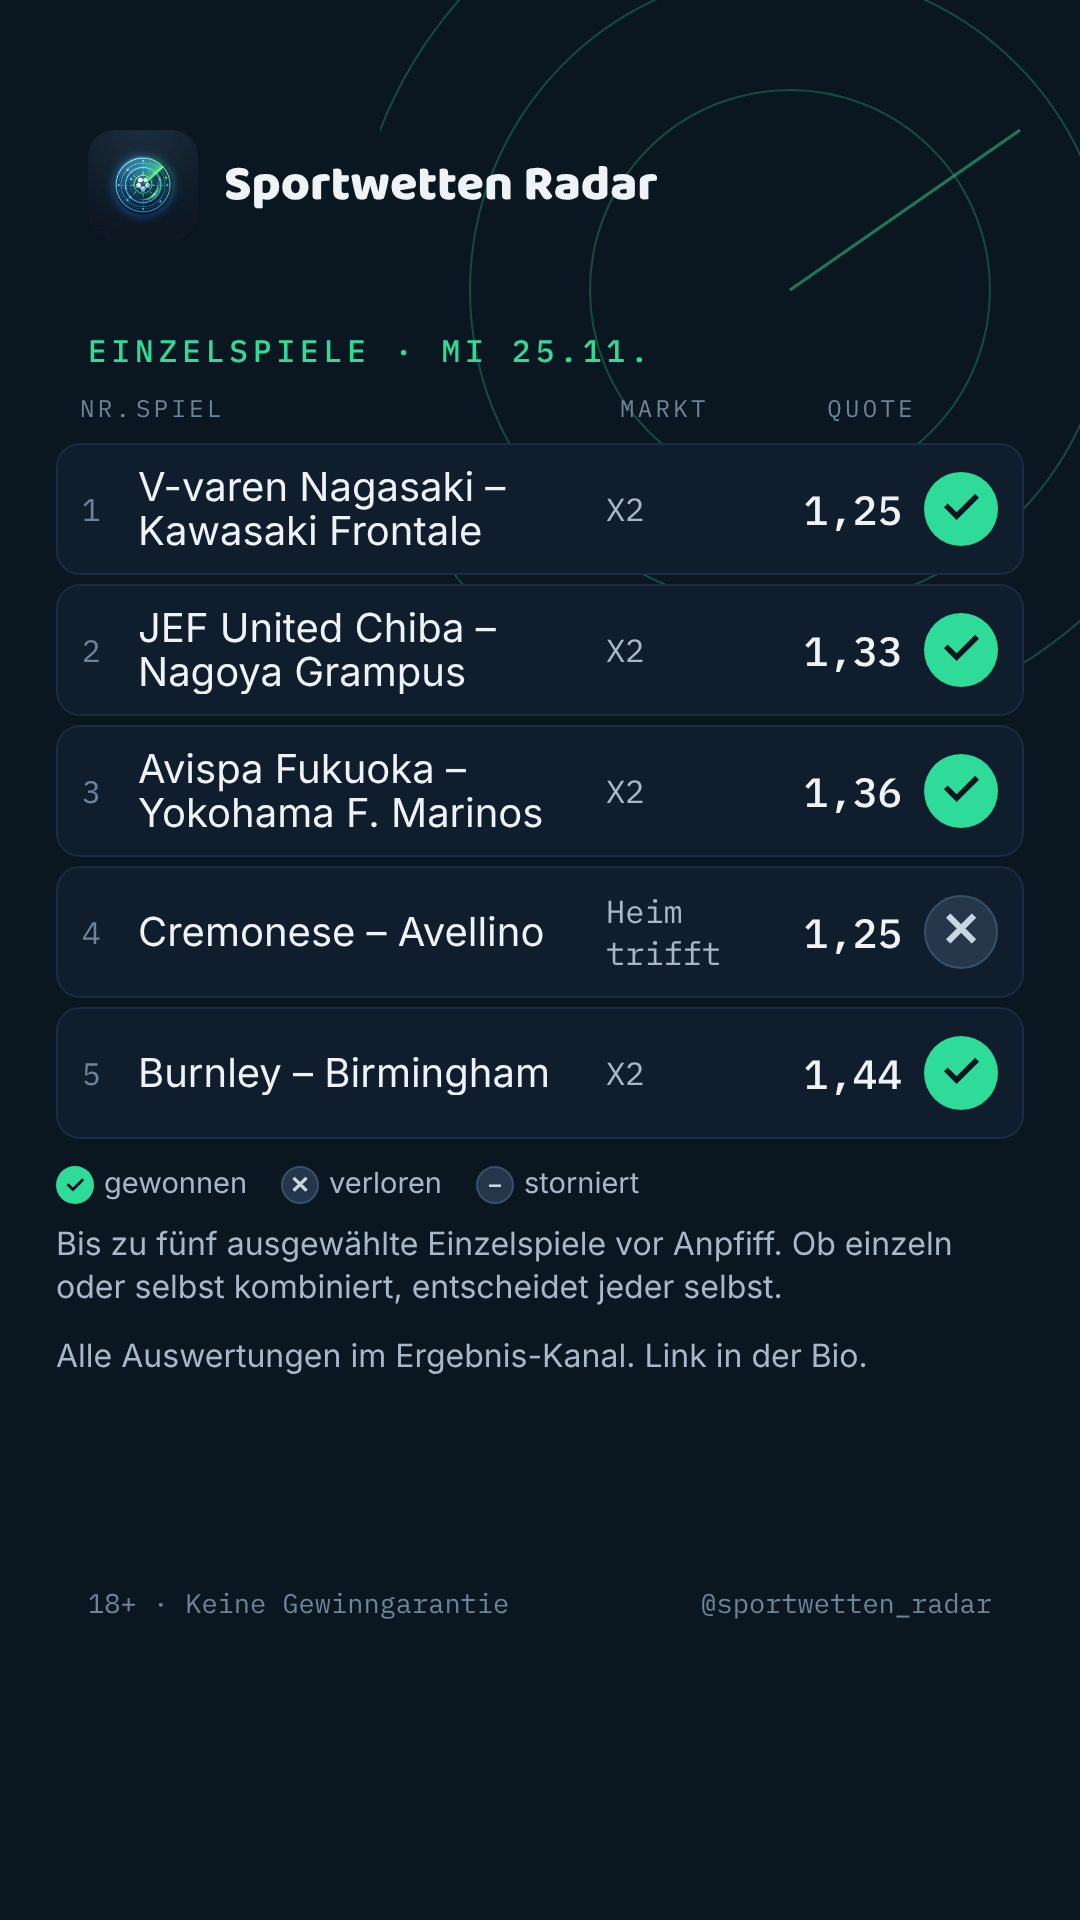 Sportwetten Radar
EINZELSPIELE · MI 25.11.
NR. SPIEL MARKT QUOTE
1 V-varen Nagasaki – Kawasaki Frontale X2 1,25
2 JEF United Chiba – Nagoya Grampus X2 1,33
3 Avispa Fukuoka – Yokohama F. Marinos X2 1,36
4 Cremonese – Avellino Heim trifft 1,25
5 Burnley – Birmingham X2 1,44
gewonnen verloren storniert
Bis zu fünf ausgewählte Einzelspiele vor Anpfiff. Ob einzeln
oder selbst kombiniert, entscheidet jeder selbst.
Alle Auswertungen im Ergebnis-Kanal. Link in der Bio.
18+ · Keine Gewinngarantie @sportwetten_radar